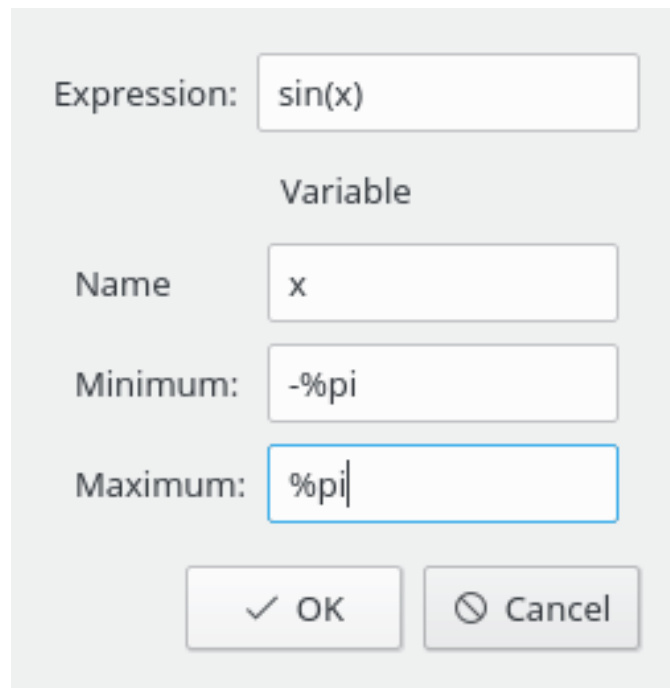 Expression: sin(x)
Variable
Name x
Minimum: -%pi
Maximum: %pi
OK Cancel